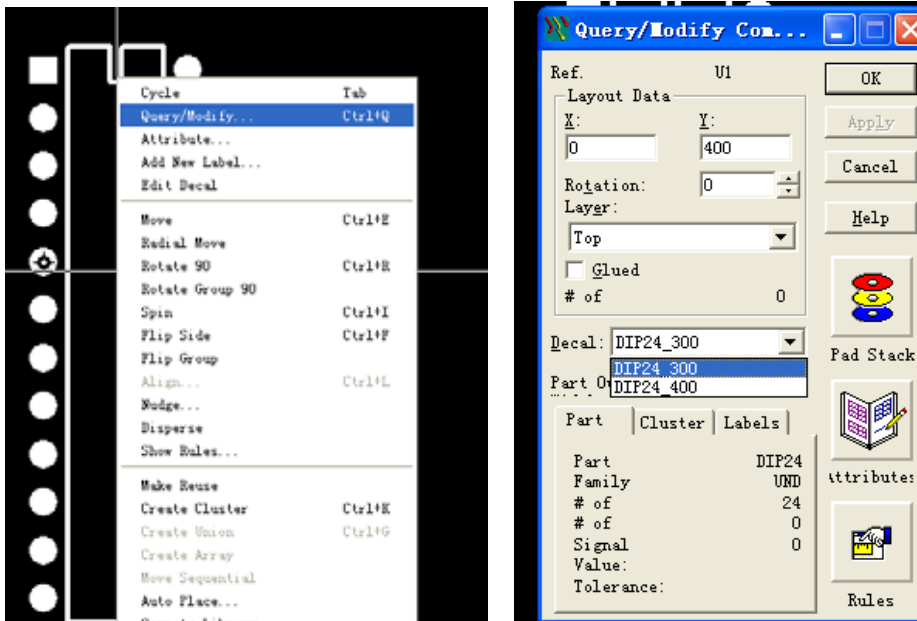 Cycle Tab
Query/Modify... Ctrl+Q
Attribute...
Add New Label...
Edit Decal
Move Ctrl+E
Radial Move
Rotate 90 Ctrl+R
Rotate Group 90
Spin Ctrl+I
Flip Side Ctrl+F
Flip Group
Align... Ctrl+L
Nudge...
Disperse
Show Rules...
Make Reuse
Create Cluster Ctrl+K
Create Union Ctrl+G
Create Array
Move Sequential
Auto Place...
Query/Modify Com...
Ref. U1
OK
Layout Data
Apply
X: Y:
0 400
Cancel
Rotation: 0
Layer:
Help
Top
Glued
# of 0
Decal: DIP24_300
Pad Stack
DIP24_300
Part
DIP24_400
Part Cluster Labels
Part DIP24
Family UND
Attributes
# of 24
# of 0
Signal 0
Value:
Tolerance:
Rules